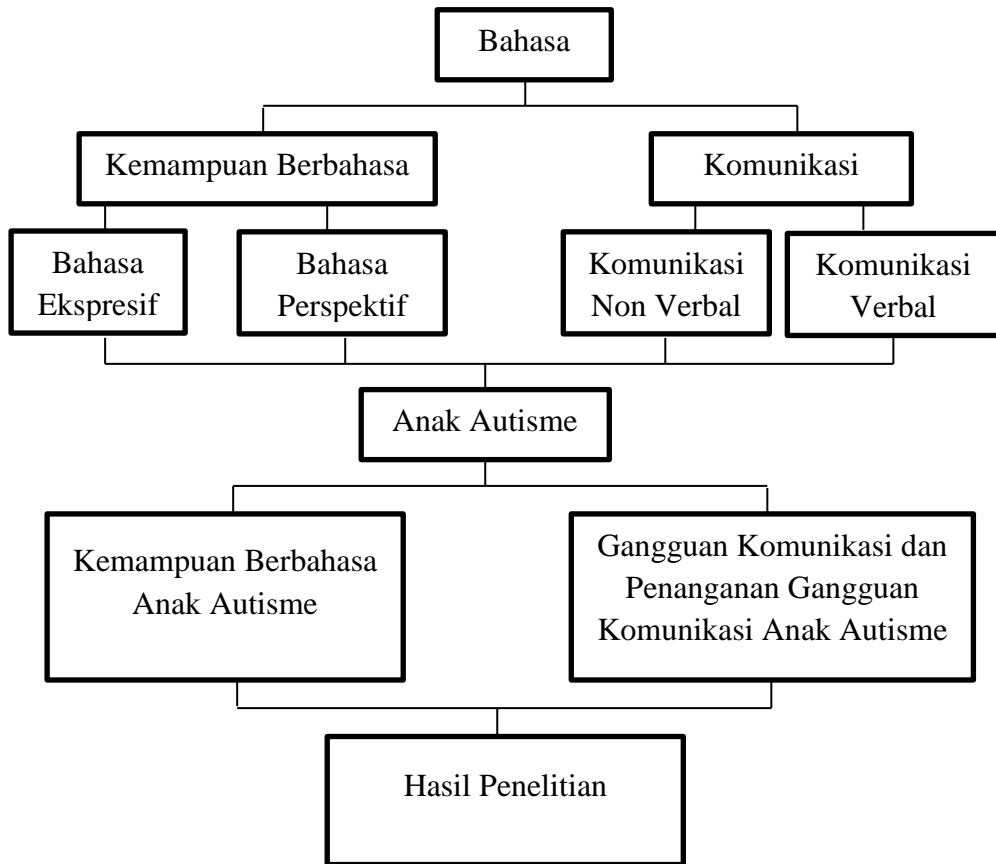 Bahasa
Kemampuan Berbahasa
Komunikasi
Bahasa
Ekspresif
Bahasa
Perspektif
Komunikasi
Non Verbal
Komunikasi
Verbal
Anak Autisme
Kemampuan Berbahasa
Anak Autisme
Gangguan Komunikasi dan
Penanganan Gangguan
Komunikasi Anak Autisme
Hasil Penelitian